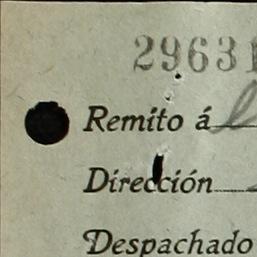 29631
Remito á
Dirección
Despachado